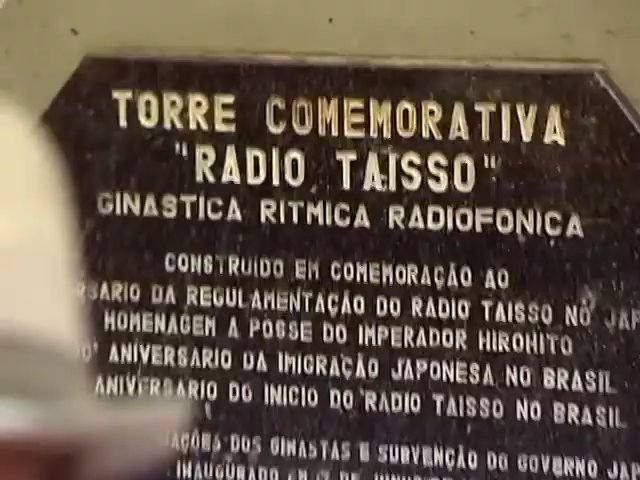 TORRE COMEMORATIVA
"RADIO TAISSO"
GINASTICA RITMICA RADIOFONICA
CONSTRUIDO EM COMEMORAÇÃO AO
DA REGULAMENTAÇÃO DO RADIO TAISSO NO
HOMENAGEM A POSSE DO IMPERADOR HIROHITO
ANIVERSARIO DA IMIGRAÇÃO JAPONESA NO BRASIL
ANIVERSARIO DO INICIO DO RADIO TAISSO NO BRASIL
DOS GINASTAS E SUBVENÇÃO DO GOVERNO
INAUGURADO EM